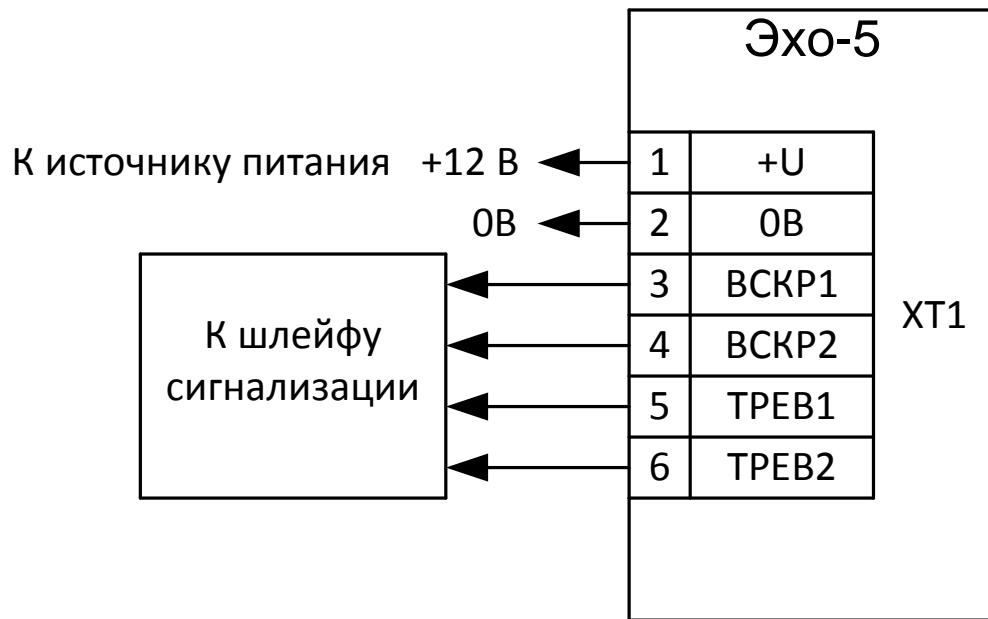 Эхо-5
К источнику питания +12 В 1 +U
0В 2 0В
3 ВСКР1
4 ВСКР2
5 ТРЕВ1
6 ТРЕВ2
XT1
К шлейфу
сигнализации